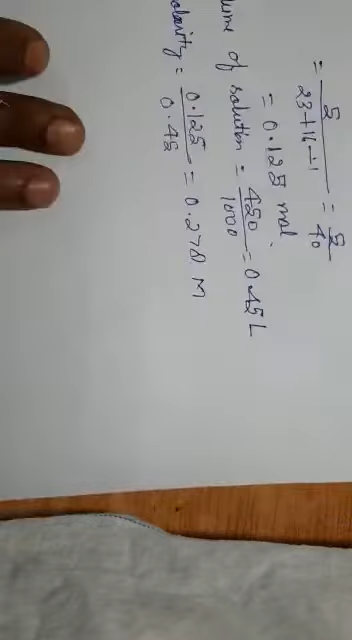 = 5/23+16+1 = 5/40
= 0.125 mol.
ume of solution = 450/1000 = 0.45 L
olarity = 0.125/0.45 = 0.278 M